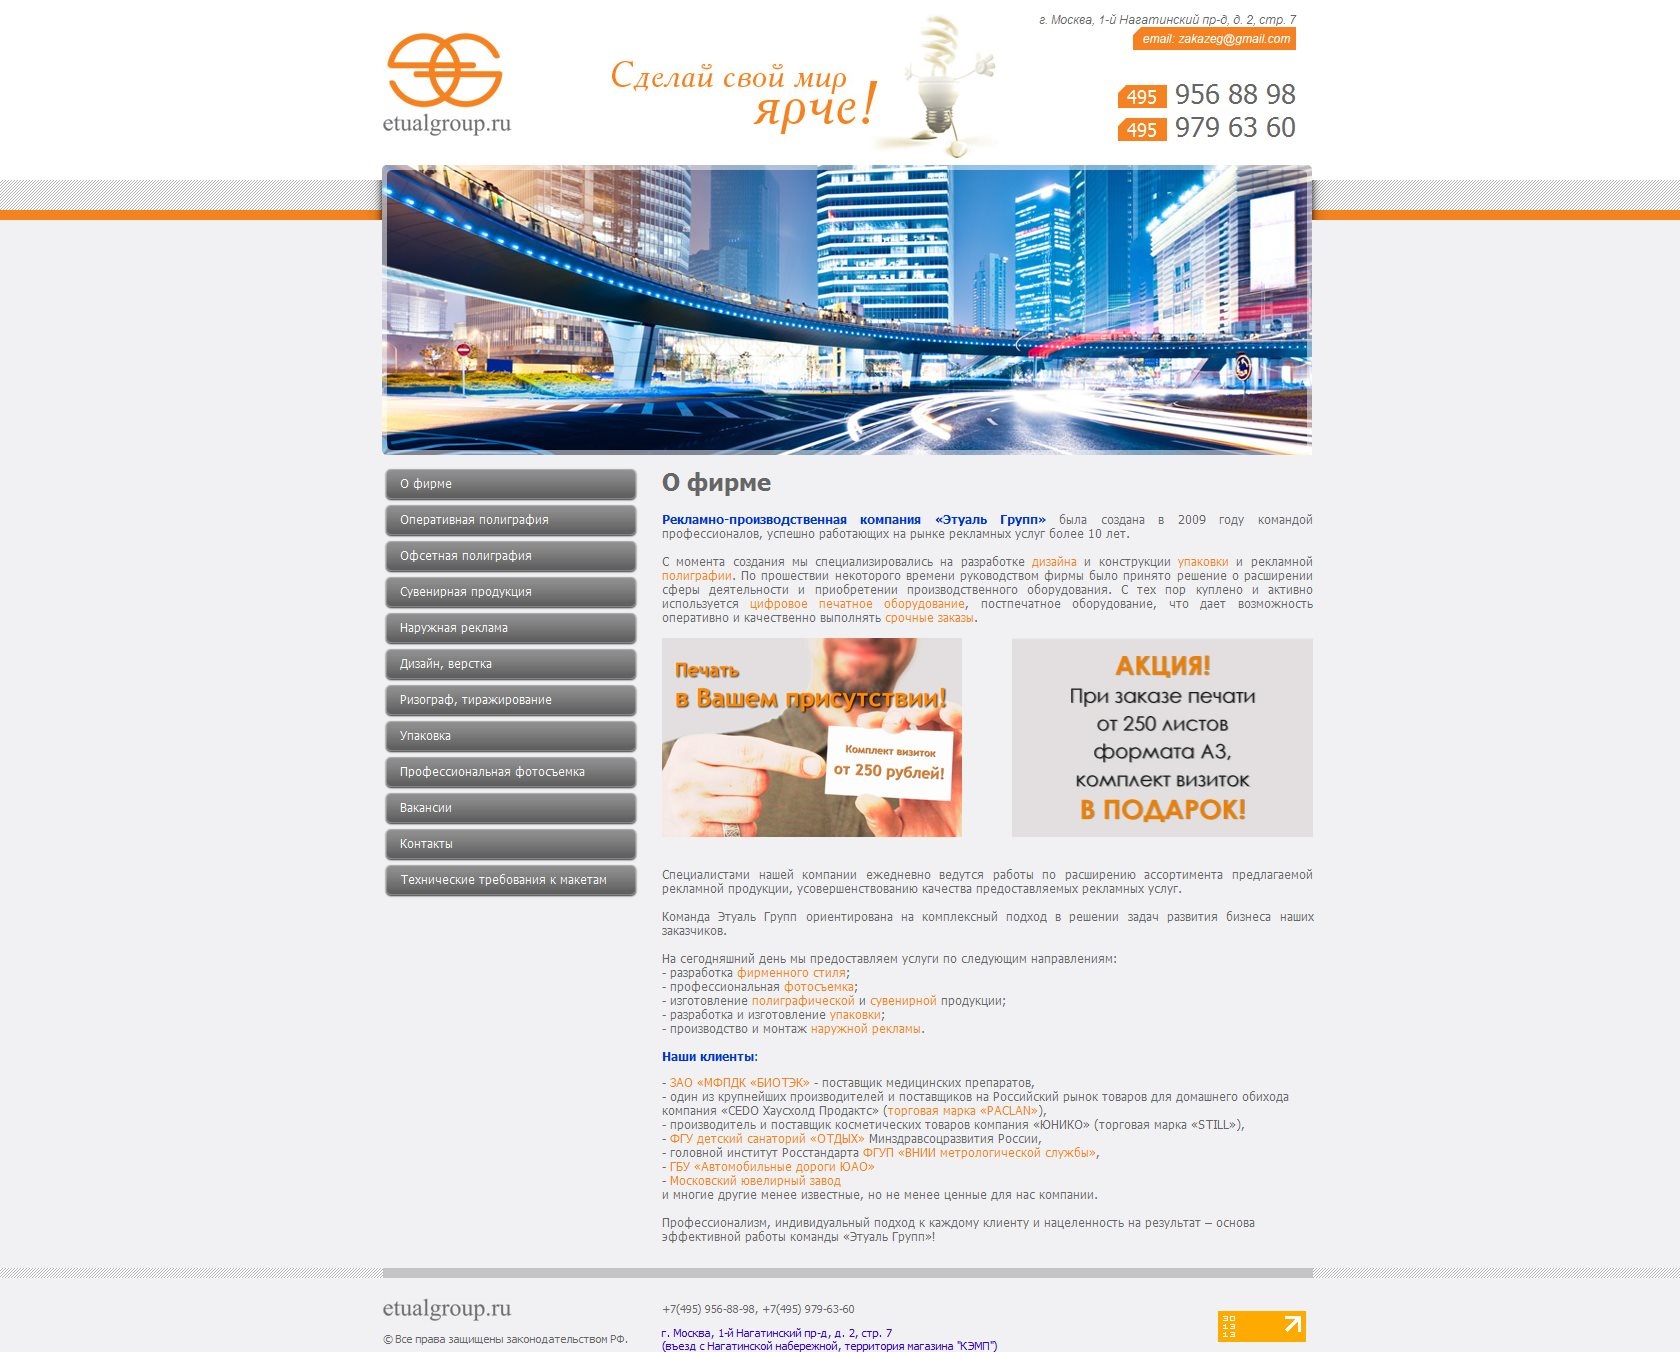 г. Москва, 1-й Нагатинский пр-д, д. 2, стр. 7
email: zakazeg@gmail.com
etualgroup.ru
Сделай свой мир
ярче!
495 956 88 98
495 979 63 60
О фирме
Оперативная полиграфия
Офсетная полиграфия
Сувенирная продукция
Наружная реклама
Дизайн, верстка
Ризограф, тиражирование
Упаковка
Профессиональная фотосъемка
Вакансии
Контакты
Технические требования к макетам
О фирме
Рекламно-производственная компания «Этуаль Групп» была создана в 2009 году командой
профессионалов, успешно работающих на рынке рекламных услуг более 10 лет.
С момента создания мы специализировались на разработке дизайна и конструкции упаковки и рекламной
полиграфии. По прошествии некоторого времени руководством фирмы было принято решение о расширении
сферы деятельности и приобретении производственного оборудования. С тех пор куплено и активно
используется цифровое печатное оборудование, постпечатное оборудование, что дает возможность
оперативно и качественно выполнять срочные заказы.
Печать
в Вашем присутствии!
Комплект визиток
от 250 рублей!
АКЦИЯ!
При заказе печати
от 250 листов
формата А3,
комплект визиток
В ПОДАРОК!
Специалистами нашей компании ежедневно ведутся работы по расширению ассортимента предлагаемой
рекламной продукции, усовершенствованию качества предоставляемых рекламных услуг.
Команда Этуаль Групп ориентирована на комплексный подход в решении задач развития бизнеса наших
заказчиков.
На сегодняшний день мы предоставляем услуги по следующим направлениям:
- разработка фирменного стиля;
- профессиональная фотосъемка;
- изготовление полиграфической и сувенирной продукции;
- разработка и изготовление упаковки;
- производство и монтаж наружной рекламы.
Наши клиенты:
- ЗАО «МФПДК «БИОТЭК» - поставщик медицинских препаратов,
- один из крупнейших производителей и поставщиков на Российский рынок товаров для домашнего обихода
компания «CEDO Хаусхолд Продактс» (торговая марка «PACLAN»),
- производитель и поставщик косметических товаров компания «ЮНИКО» (торговая марка «STILL»),
- ФГУ детский санаторий «ОТДЫХ» Минздравсоцразвития России,
- головной институт Росстандарта ФГУП «ВНИИ метрологической службы»,
- ГБУ «Автомобильные дороги ЮАО»
- Московский ювелирный завод
и многие другие менее известные, но не менее ценные для нас компании.
Профессионализм, индивидуальный подход к каждому клиенту и нацеленность на результат – основа
эффективной работы команды «Этуаль Групп»!
etualgroup.ru
© Все права защищены законодательством РФ.
+7(495) 956-88-98, +7(495) 979-63-60
г. Москва, 1-й Нагатинский пр-д, д. 2, стр. 7
(въезд с Нагатинской набережной, территория магазина "КЭМП")
30
13
13